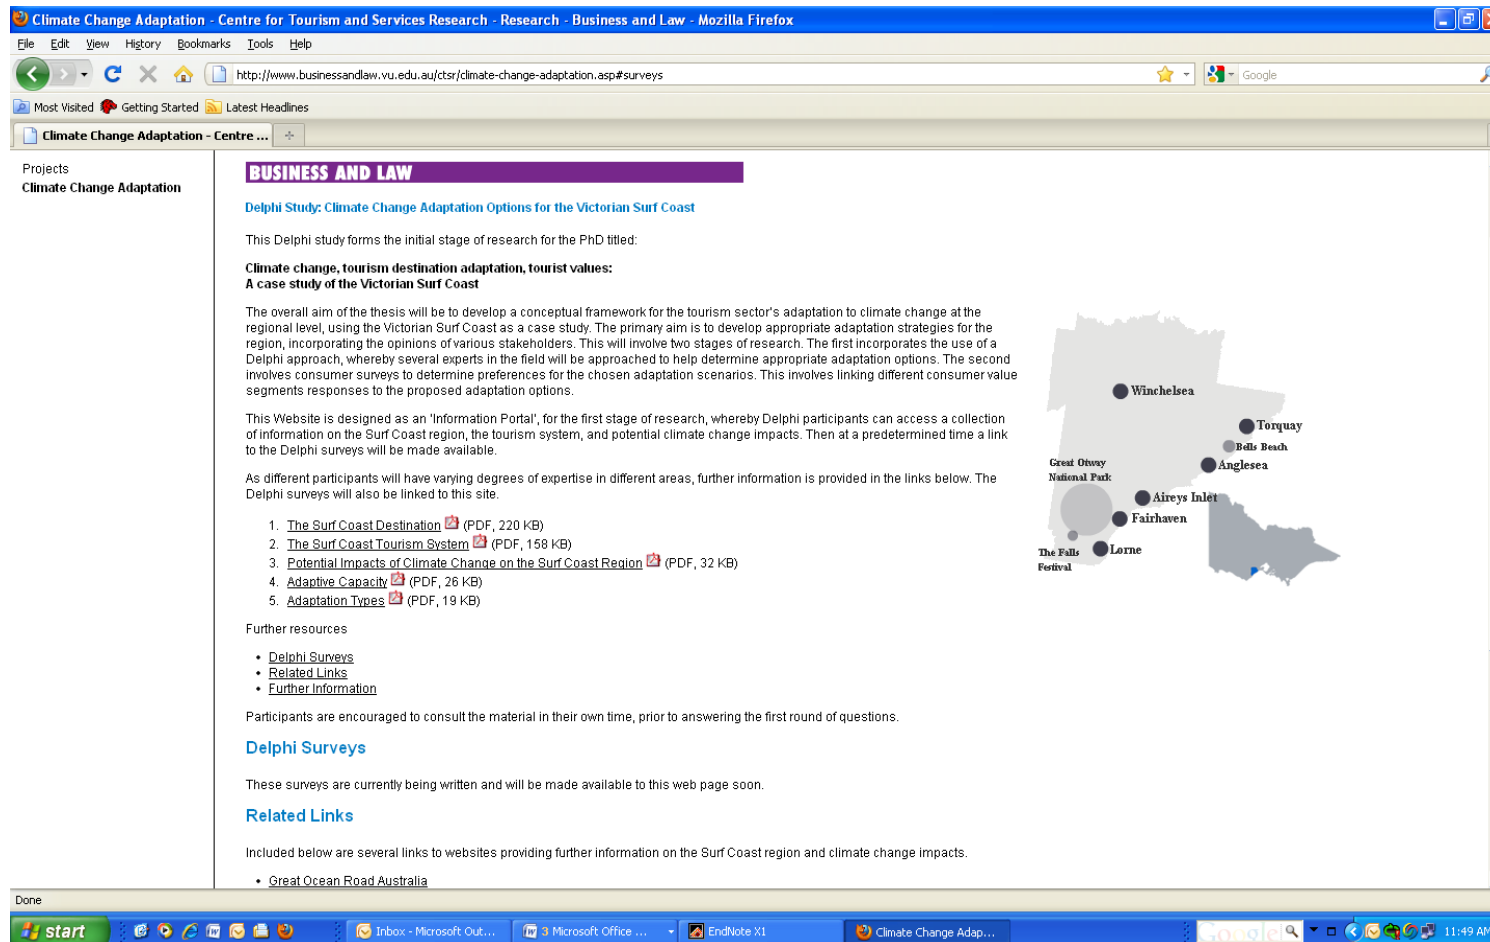 Climate Change Adaptation - Centre for Tourism and Services Research - Research - Business and Law - Mozilla Firefox
File Edit View History Bookmarks Tools Help
http://www.businessandlaw.vu.edu.au/ctsr/climate-change-adaptation.asp#surveys
Google
Most Visited Getting Started Latest Headlines
Climate Change Adaptation - Centre ...
Projects
Climate Change Adaptation
BUSINESS AND LAW
Delphi Study: Climate Change Adaptation Options for the Victorian Surf Coast
This Delphi study forms the initial stage of research for the PhD titled:
Climate change, tourism destination adaptation, tourist values:
A case study of the Victorian Surf Coast
The overall aim of the thesis will be to develop a conceptual framework for the tourism sector's adaptation to climate change at the
regional level, using the Victorian Surf Coast as a case study. The primary aim is to develop appropriate adaptation strategies for the
region, incorporating the opinions of various stakeholders. This will involve two stages of research. The first incorporates the use of a
Delphi approach, whereby several experts in the field will be approached to help determine appropriate adaptation options. The second
involves consumer surveys to determine preferences for the chosen adaptation scenarios. This involves linking different consumer value
segments responses to the proposed adaptation options.
This Website is designed as an 'Information Portal', for the first stage of research, whereby Delphi participants can access a collection
of information on the Surf Coast region, the tourism system, and potential climate change impacts. Then at a predetermined time a link
to the Delphi surveys will be made available.
As different participants will have varying degrees of expertise in different areas, further information is provided in the links below. The
Delphi surveys will also be linked to this site.
1. The Surf Coast Destination (PDF, 220 KB)
2. The Surf Coast Tourism System (PDF, 158 KB)
3. Potential Impacts of Climate Change on the Surf Coast Region (PDF, 32 KB)
4. Adaptive Capacity (PDF, 26 KB)
5. Adaptation Types (PDF, 19 KB)
Further resources
• Delphi Surveys
• Related Links
• Further Information
Participants are encouraged to consult the material in their own time, prior to answering the first round of questions.
Delphi Surveys
These surveys are currently being written and will be made available to this web page soon.
Related Links
Included below are several links to websites providing further information on the Surf Coast region and climate change impacts.
• Great Ocean Road Australia
Winchelsea
Torquay
Bells Beach
Great Otway
National Park
Anglesea
Aireys Inlet
Fairhaven
The Falls
Festival
Lorne
Done
start
Inbox - Microsoft Out...
3 Microsoft Office ...
EndNote X1
Climate Change Adap...
Google
11:49 AM